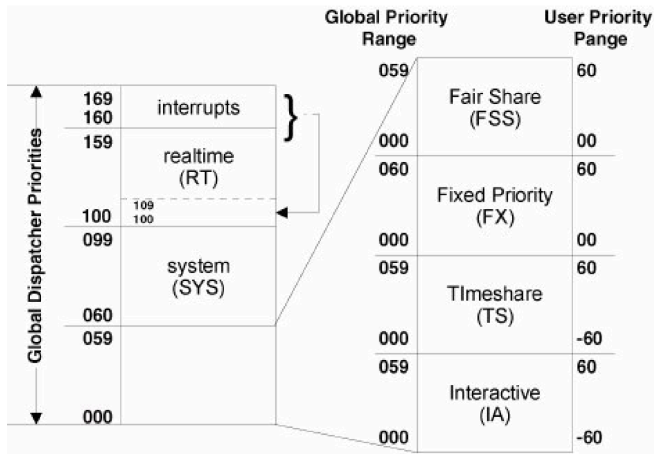 Global Priority
Range
User Priority
Pange
Global Dispatcher Priorities
169
160
interrupts
}
159
realtime
(RT)
109
100
100
099
system
(SYS)
060
059
000
059
60
Fair Share
(FSS)
000
00
060
60
Fixed Priority
(FX)
000
00
059
60
TImeshare
(TS)
000
-60
059
60
Interactive
(IA)
000
-60